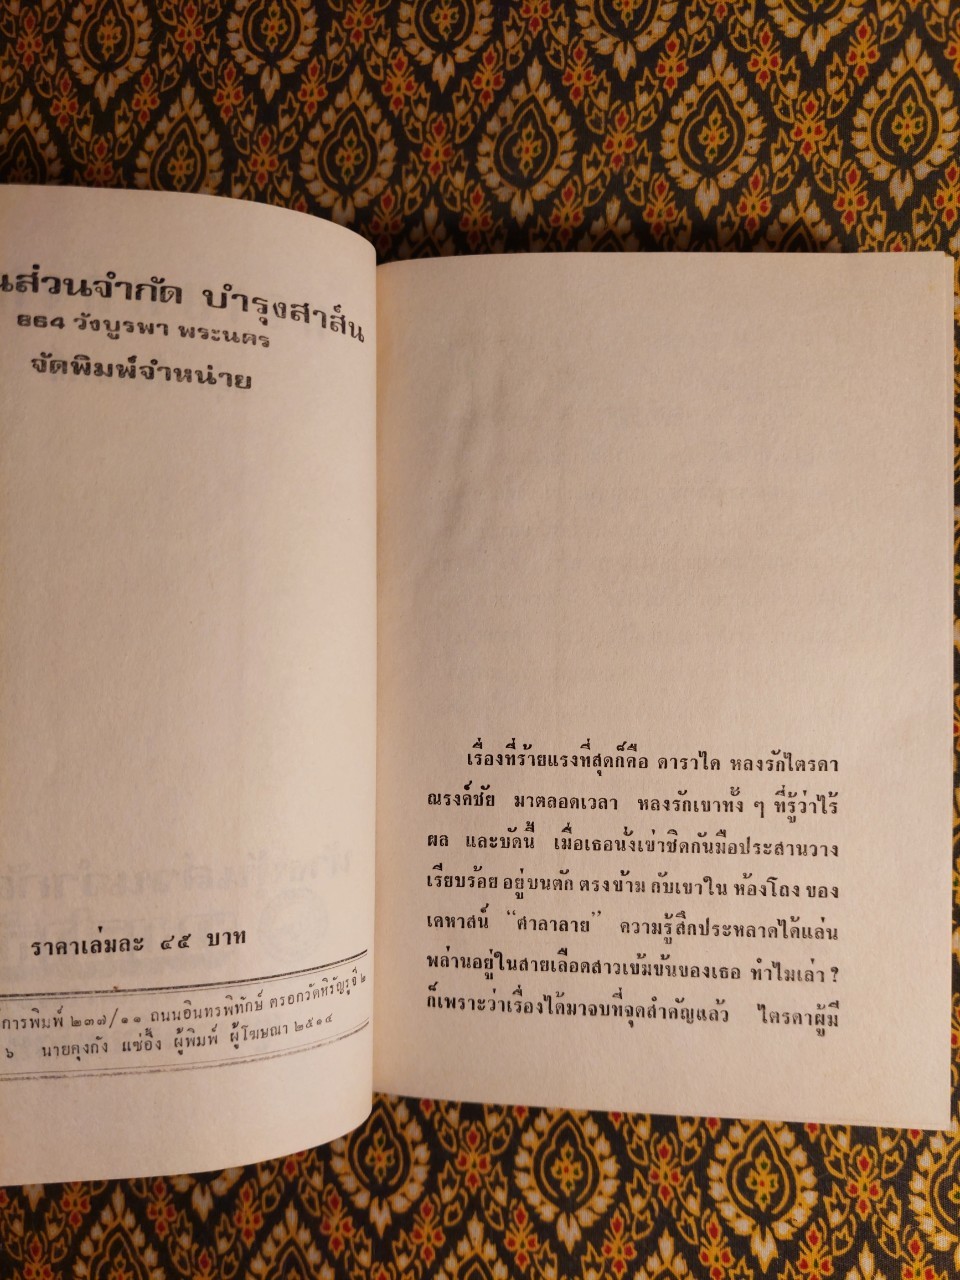 นส่วนจำกัด บำรุงสาส์น
๖๖๔ วังบูรพา พระนคร
จัดพิมพ์จำหน่าย
ราคาเล่มละ ๔๕ บาท
การพิมพ์ ๒๓๗/๑๑ ถนนอินทรพิทักษ์ ตรอกวัดหิรัญรูจี ๒
๖ นายคุงกัง แซ่อึ้ง ผู้พิมพ์ ผู้โฆษณา ๒๕๑๔
เรื่องที่ร้ายแรงที่สุดก็คือ ดาราได หลงรักไตรดา
ณรงค์ชัย มาตลอดเวลา หลงรักเขาทั้ง ๆ ที่รู้ว่าไร้
ผล และบัดนี้ เมื่อเธอนั่งเข่าชิดกันมือประสานวาง
เรียบร้อย อยู่บนตัก ตรงข้าม กับเขาใน ห้องโถง ของ
เคหาสน์ “ศาลาลาย” ความรู้สึกประหลาดได้แล่น
พล่านอยู่ในสายเลือดสาวเข้มข้นของเธอ ทำไมเล่า ?
ก็เพราะว่าเรื่องได้มาจบที่จุดสำคัญแล้ว ไตรดาผู้มี